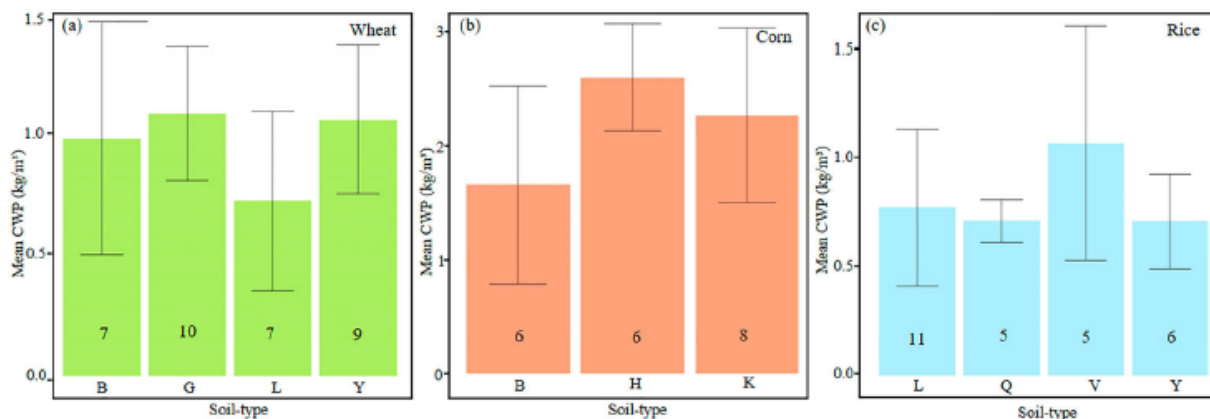 (a) Wheat
Mean CWP (kg/m³)
1.5
1.0
0.5
0.0
7 10 7 9
B G L Y
Soil-type
(b) Corn
Mean CWP (kg/m³)
3
2
1
0
6 6 8
B H K
Soil-type
(c) Rice
Mean CWP (kg/m³)
1.5
1.0
0.5
0.0
11 5 5 6
L Q V Y
Soil-type